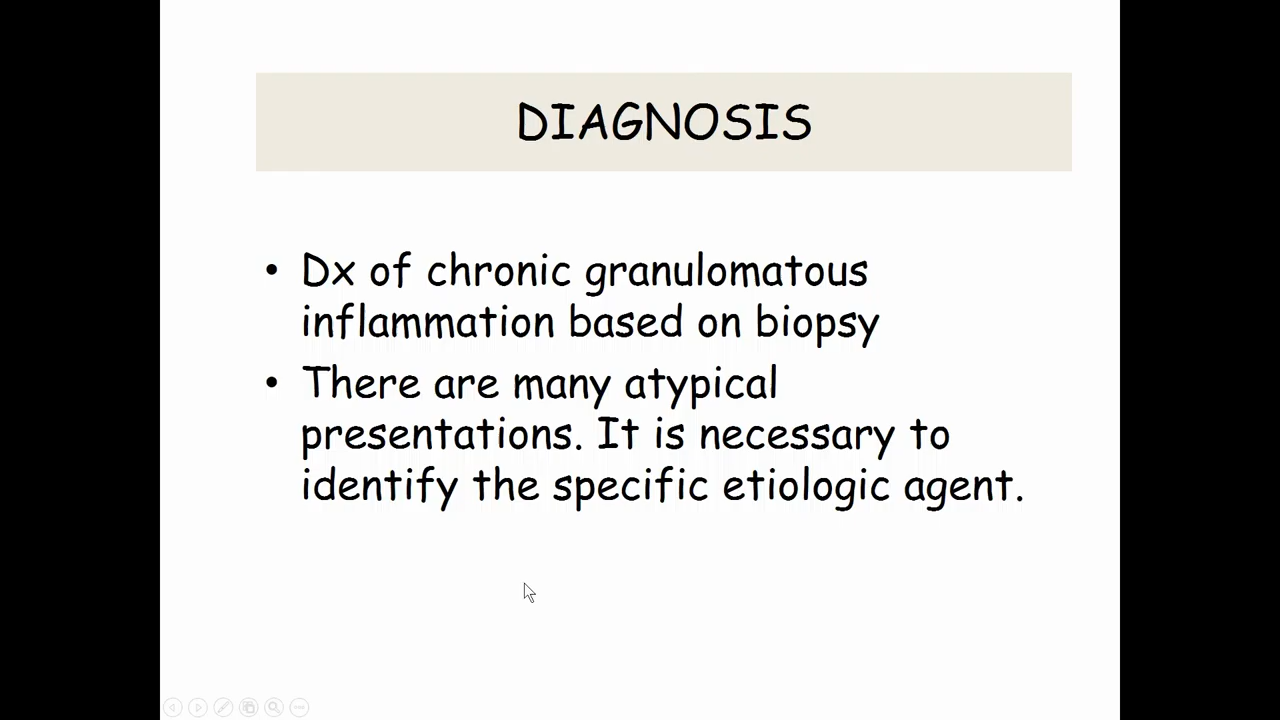 DIAGNOSIS
• Dx of chronic granulomatous
inflammation based on biopsy
• There are many atypical
presentations. It is necessary to
identify the specific etiologic agent.